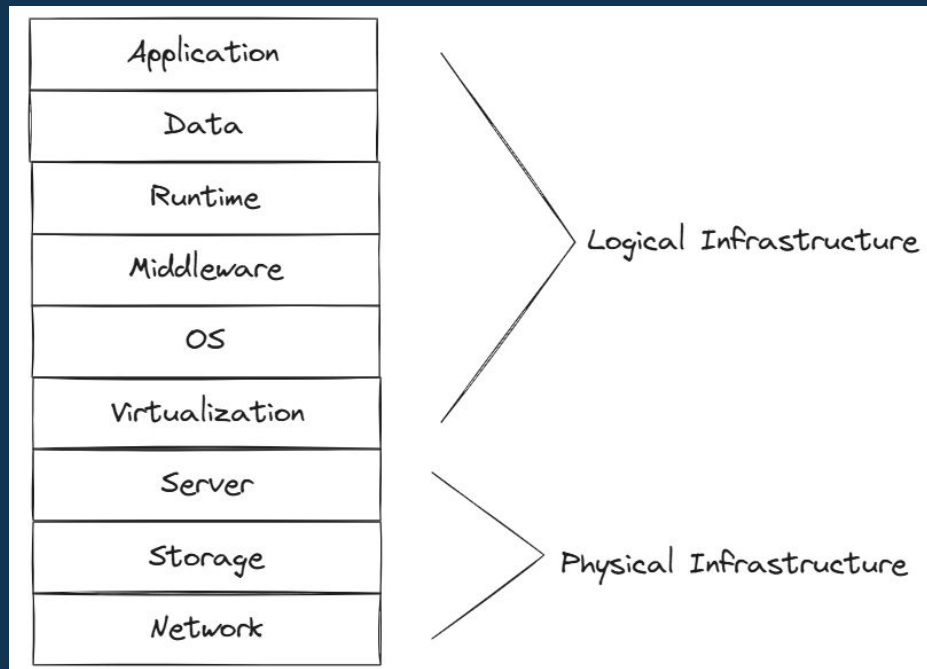 Application
Data
Runtime
Middleware
OS
Virtualization
Server
Storage
Network
Logical Infrastructure
Physical Infrastructure